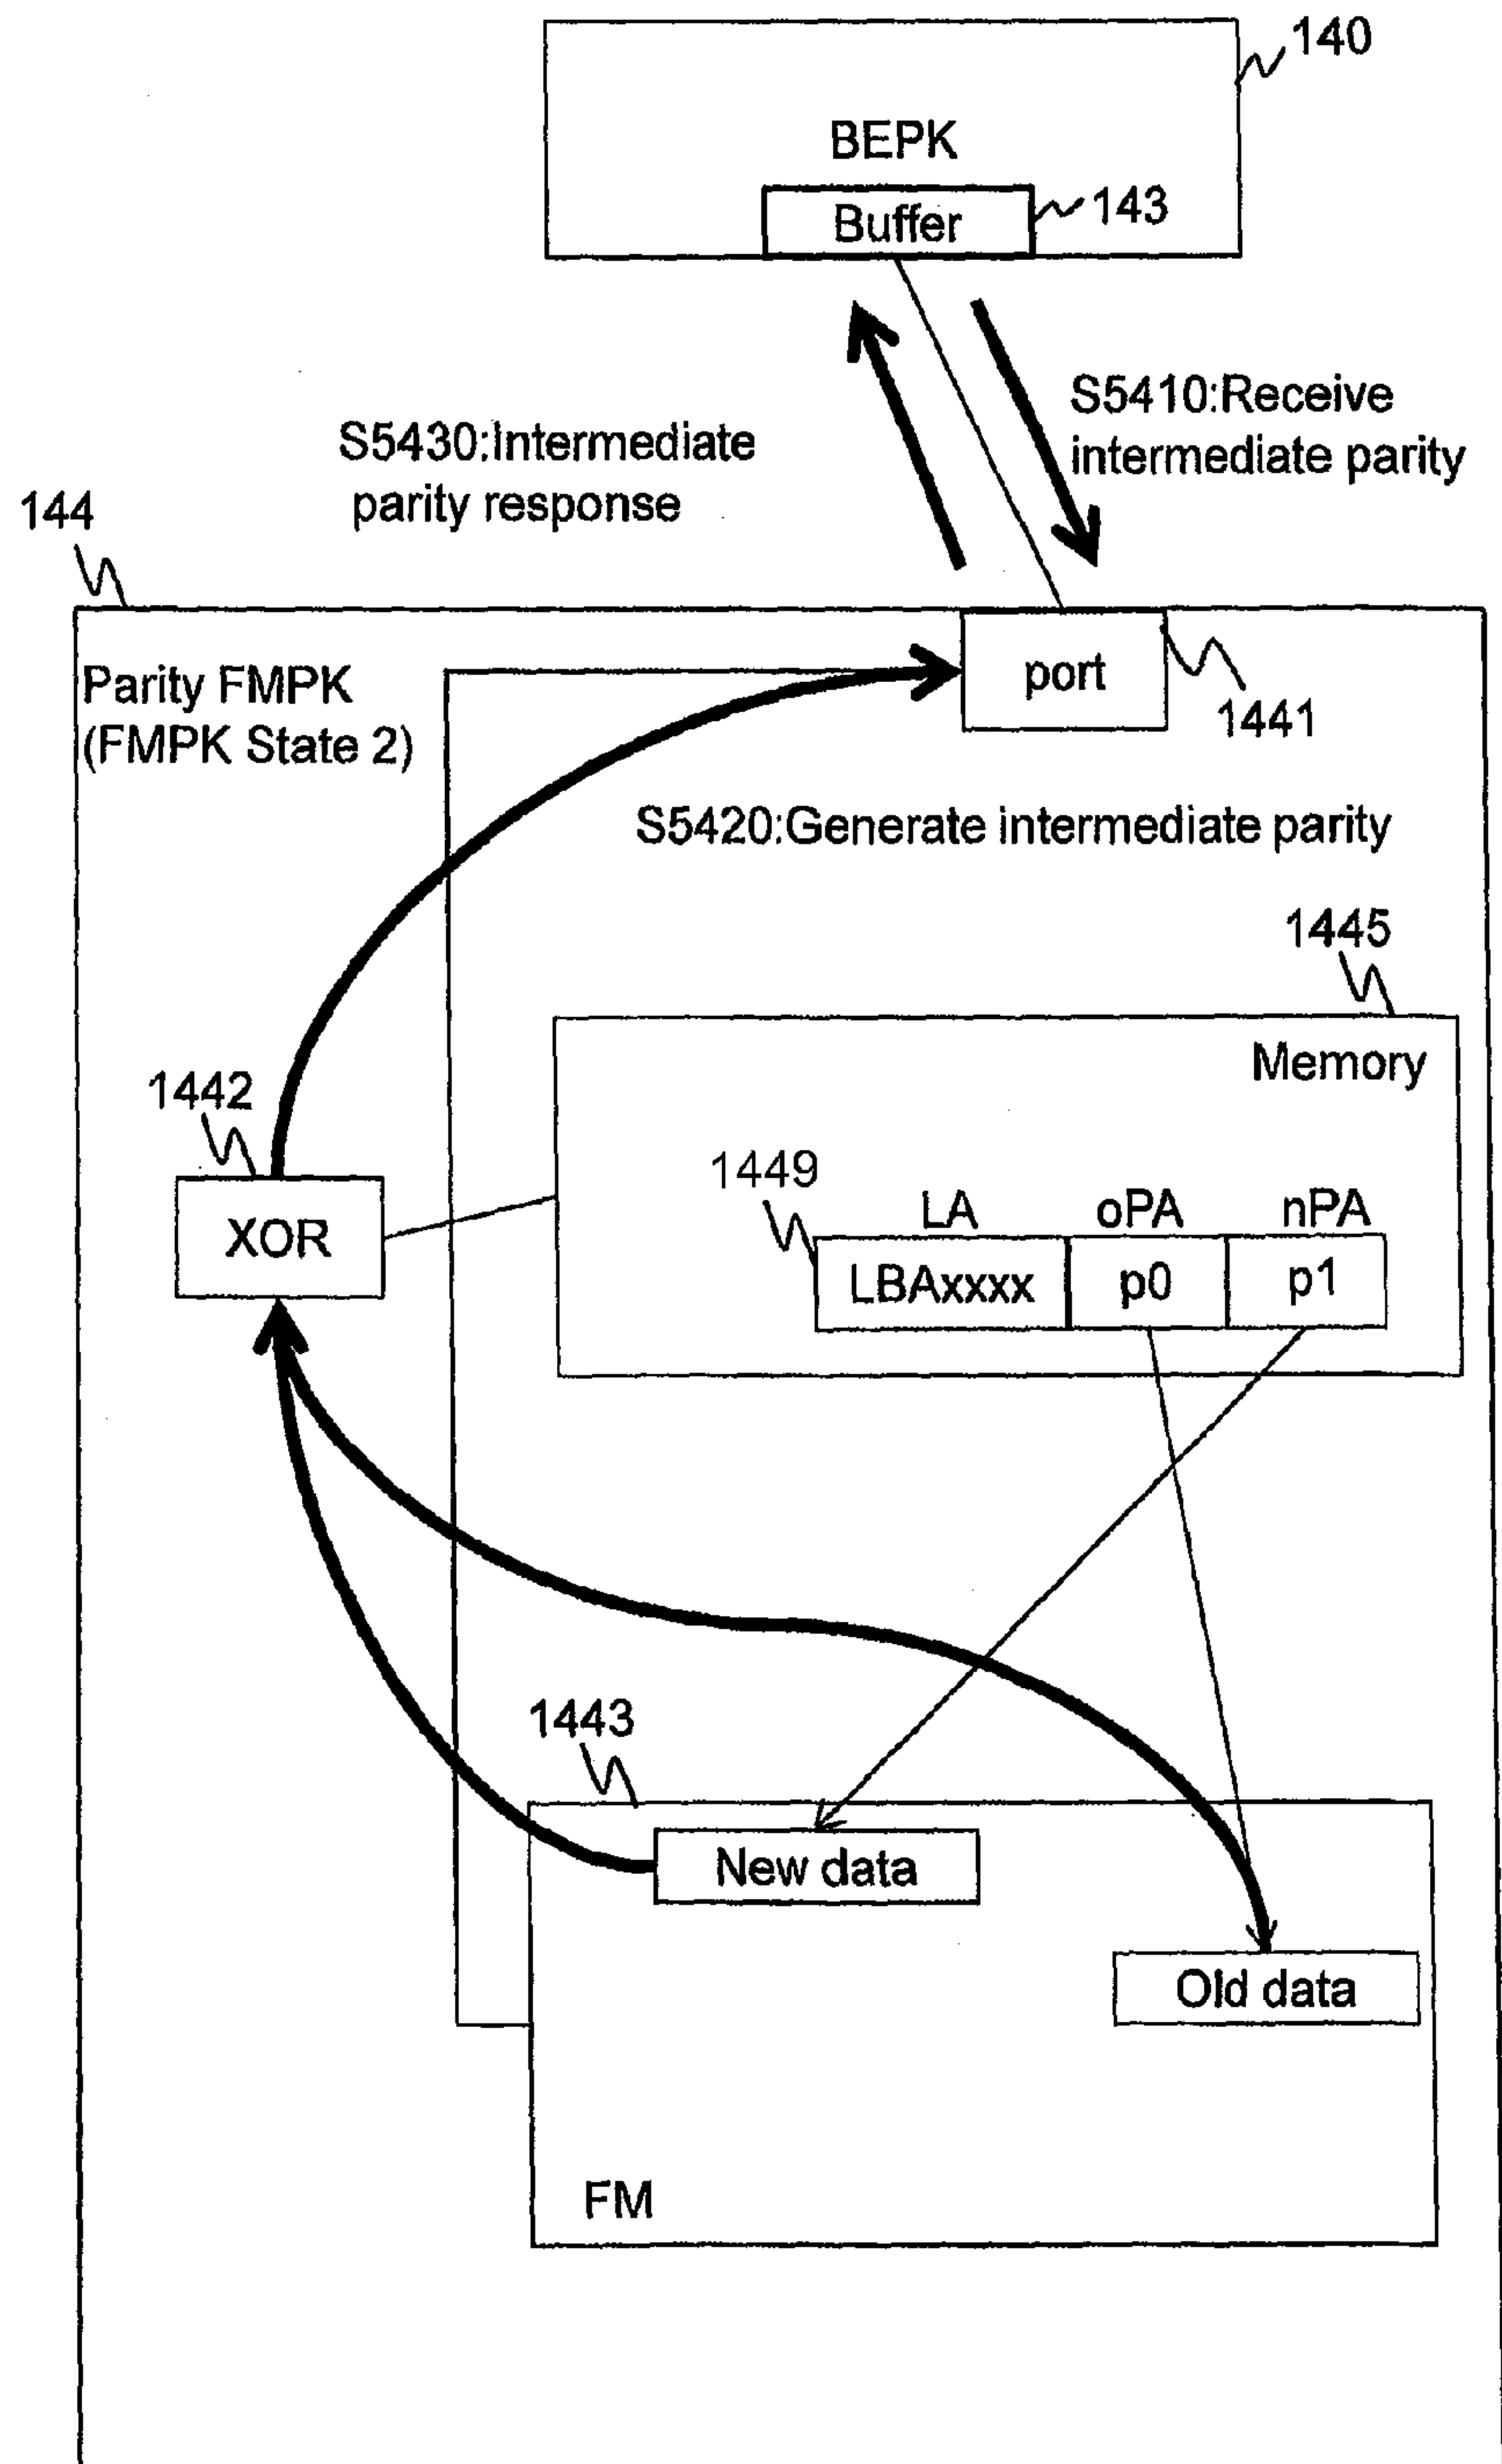 140
BEPK
Buffer
143
S5410:Receive
intermediate parity
S5430:Intermediate
parity response
144
Parity FMPK
(FMPK State 2)
port
1441
S5420:Generate intermediate parity
1445
Memory
1442
XOR
1449
LA oPA nPA
LBAxxxx p0 p1
1443
New data
Old data
FM